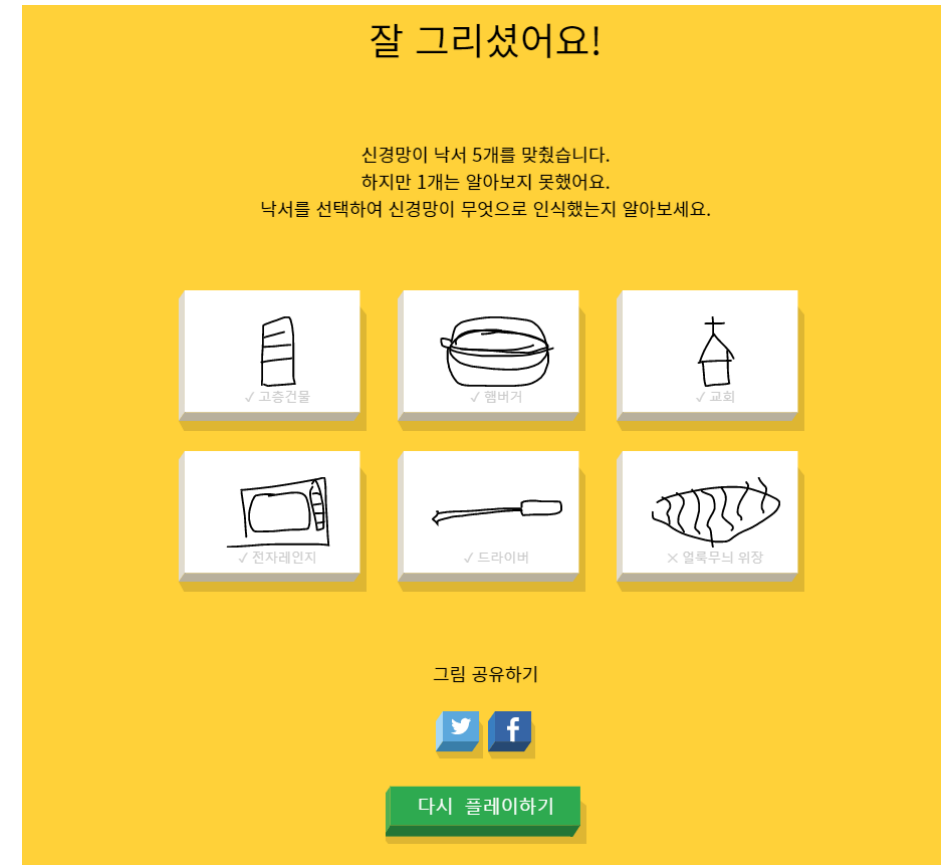 잘 그리셨어요!
신경망이 낙서 5개를 맞췄습니다.
하지만 1개는 알아보지 못했어요.
낙서를 선택하여 신경망이 무엇으로 인식했는지 알아보세요.
✓ 고층건물
✓ 햄버거
✓ 교회
✓ 전자레인지
✓ 드라이버
✕ 얼룩무늬 위장
그림 공유하기
다시 플레이하기